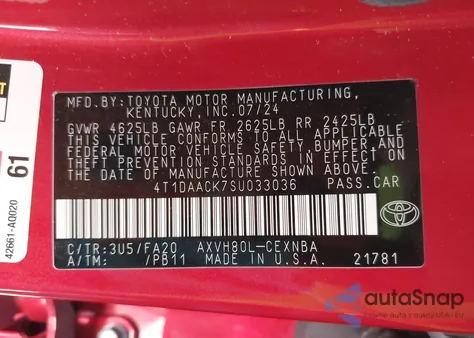 MFD.BY:TOYOTA MOTOR MANUFACTURING,
KENTUCKY,INC.07/24
GVWR 4625LB GAWR FR 2625LB RR 2425LB
THIS VEHICLE CONFORMS TO ALL APPLICABLE
FEDERAL MOTOR VEHICLE SAFETY, BUMPER, AND
THEFT PREVENTION STANDARDS IN EFFECT ON
THE DATE OF MANUFACTURE SHOWN ABOVE.
4T1DAACK7SU033036 PASS.CAR
C/TR:3U5/FA20 AXVH80L-CEXNBA
A/TM: /PB11 MADE IN U.S.A. 21781
TOYOTA
42661-A0020
61
autoSnap